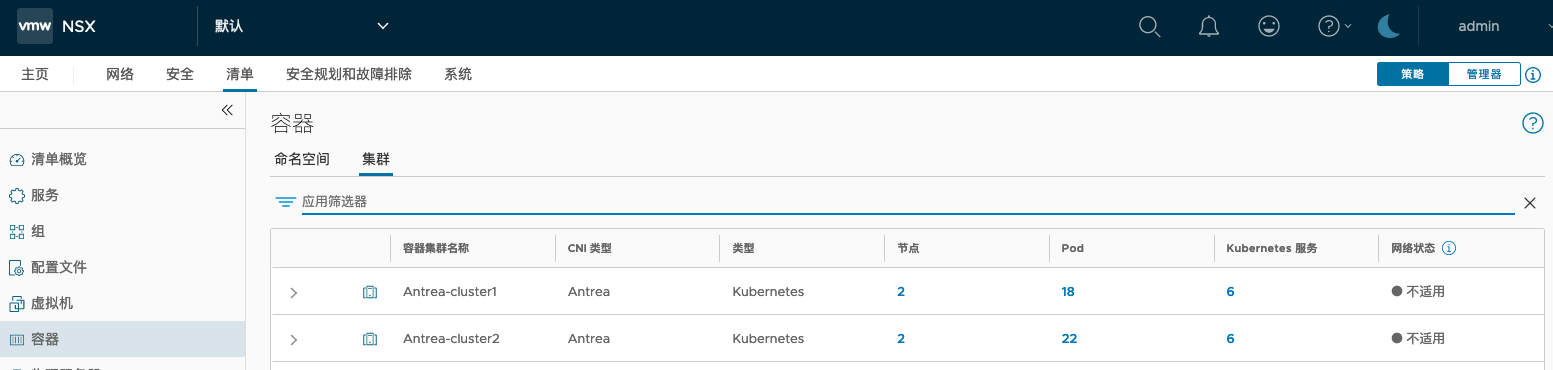 vmw NSX 默认 admin
主页 网络 安全 清单 安全规划和故障排除 系统 策略 管理器
容器
命名空间 集群
清单概览
服务
组
配置文件
虚拟机
容器
应用筛选器
容器集群名称 CNI 类型 类型 节点 Pod Kubernetes 服务 网络状态
Antrea-cluster1 Antrea Kubernetes 2 18 6 不适用
Antrea-cluster2 Antrea Kubernetes 2 22 6 不适用